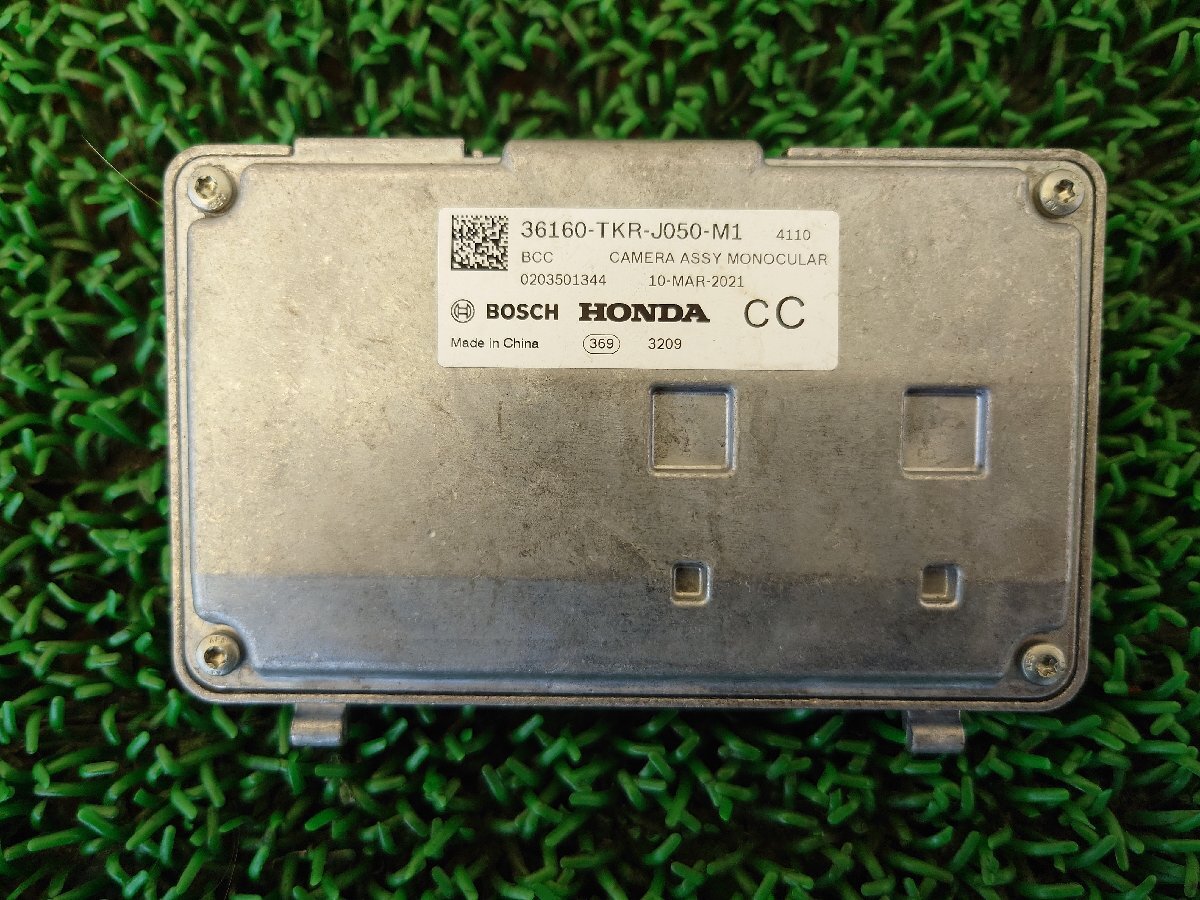 36160-TKR-J050-M1 4110
BCC CAMERA ASSY MONOCULAR
0203501344 10-MAR-2021
BOSCH HONDA CC
Made in China 369 3209